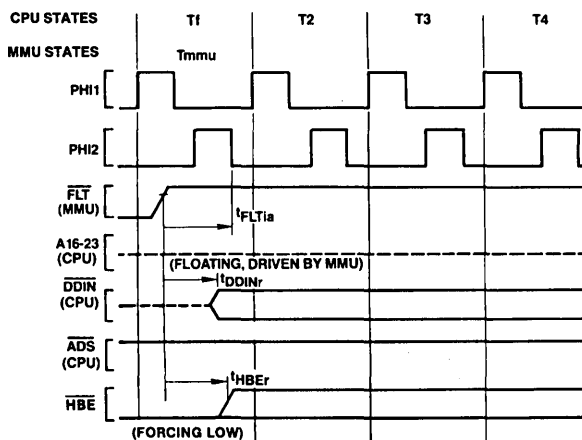 CPU STATES Tf T2 T3 T4
MMU STATES Tmmu
PHI1
PHI2
FLT
(MMU)
tFLTia
A16-23
(CPU)
(FLOATING, DRIVEN BY MMU)
DDIN
(CPU)
tDDINr
ADS
(CPU)
tHBEr
HBE
(FORCING LOW)